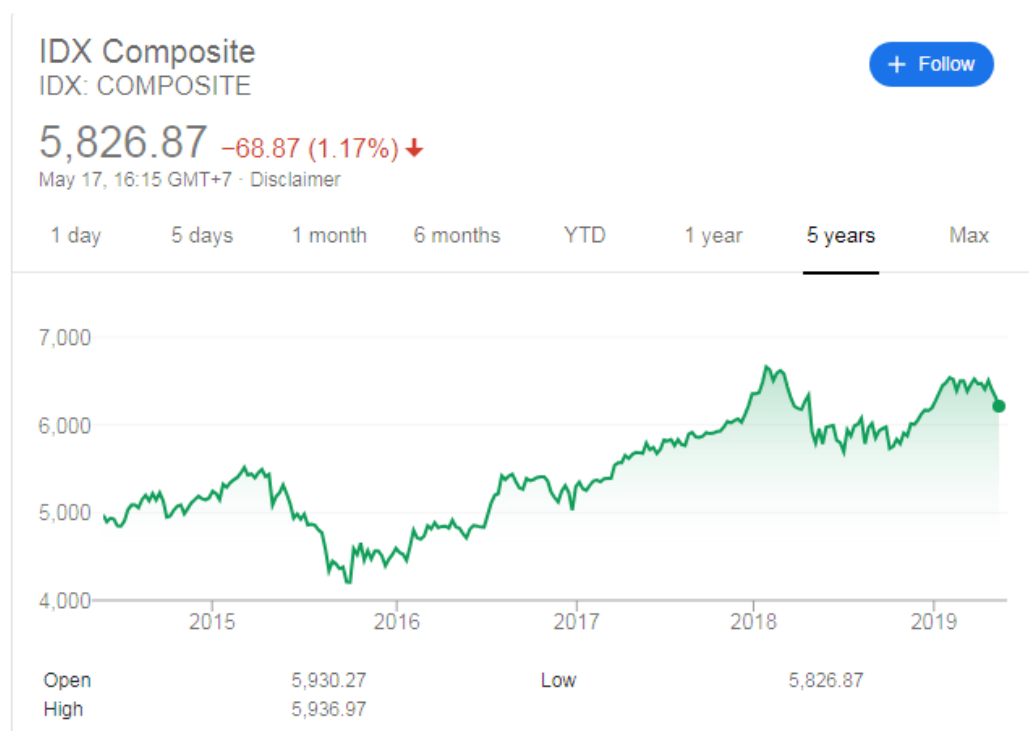 IDX Composite
IDX: COMPOSITE
+ Follow
5,826.87 −68.87 (1.17%) ↓
May 17, 16:15 GMT+7 · Disclaimer
1 day 5 days 1 month 6 months YTD 1 year 5 years Max
7,000
6,000
5,000
4,000
2015 2016 2017 2018 2019
Open 5,930.27 Low 5,826.87
High 5,936.97